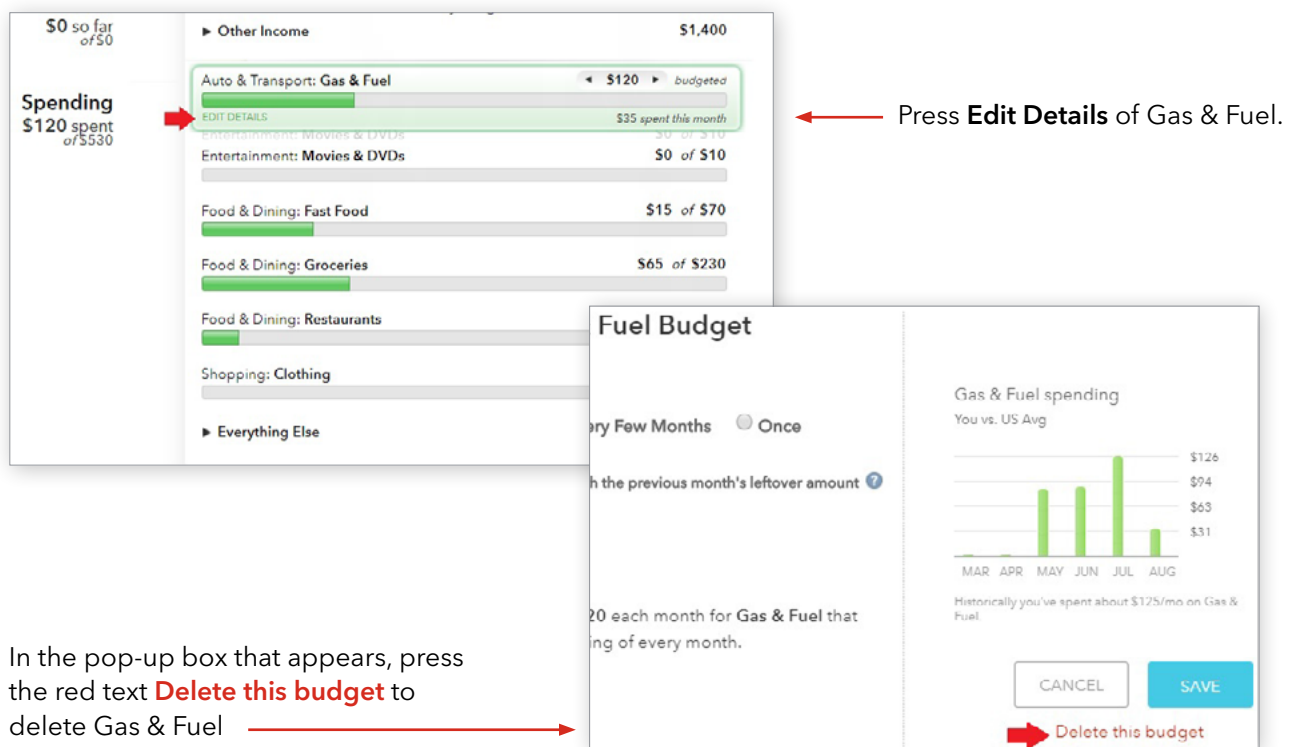 $0 so far
of $0
► Other Income $1,400
Spending
$120 spent
of $530
Auto & Transport: Gas & Fuel ◄ $120 ► budgeted
EDIT DETAILS $35 spent this month
Entertainment: Movies & DVDs $0 of $10
Entertainment: Movies & DVDs $0 of $10
Food & Dining: Fast Food $15 of $70
Food & Dining: Groceries $65 of $230
Food & Dining: Restaurants
Shopping: Clothing
► Everything Else
Press Edit Details of Gas & Fuel.
Fuel Budget
ery Few Months Once
h the previous month's leftover amount ?
20 each month for Gas & Fuel that
ing of every month.
Gas & Fuel spending
You vs. US Avg
$126
$94
$63
$31
MAR APR MAY JUN JUL AUG
Historically you've spent about $125/mo on Gas &
Fuel
CANCEL SAVE
Delete this budget
In the pop-up box that appears, press
the red text Delete this budget to
delete Gas & Fuel